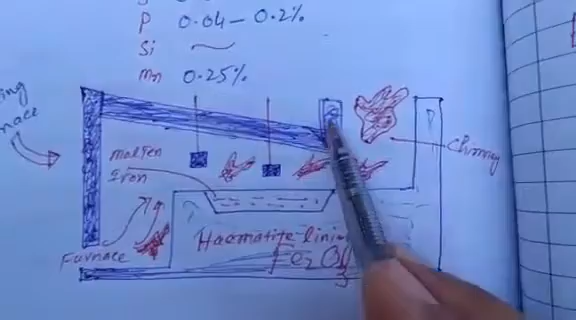 P 0.04 - 0.2%
Si
Mn 0.25%
Chimney
Molten
Iron
Haematite-lining
Furnace
Fe2O3